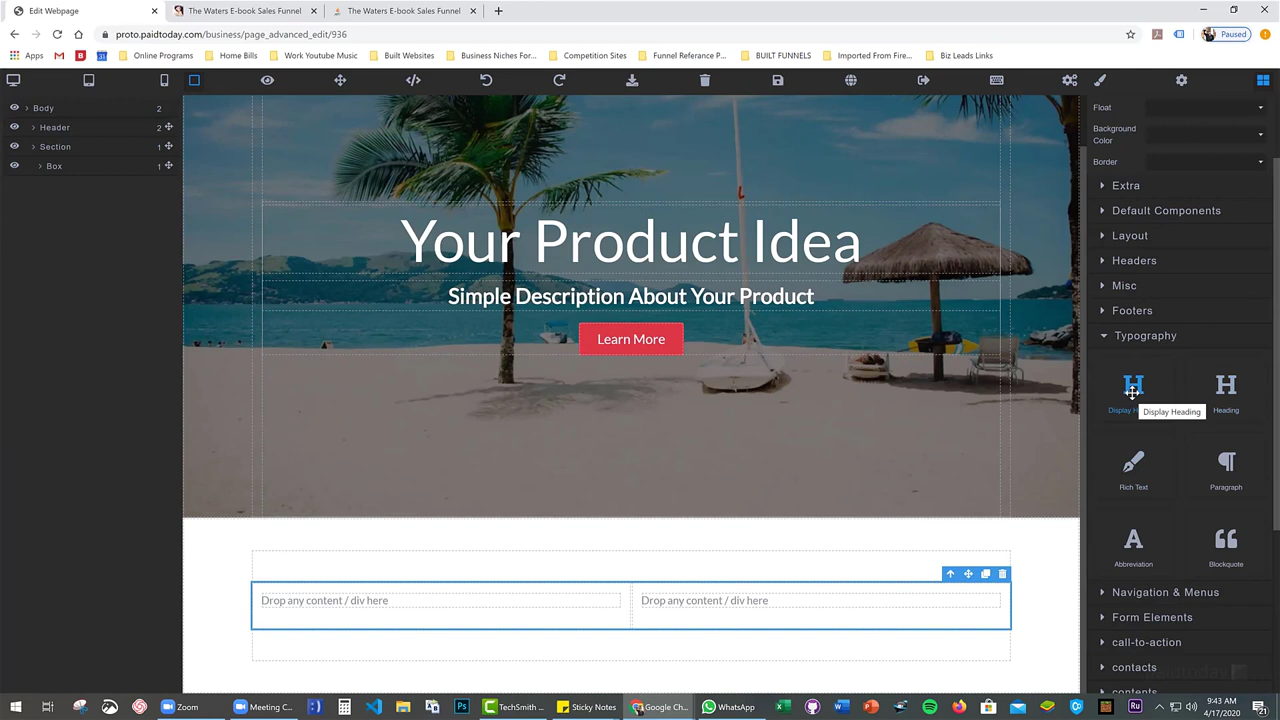 Edit Webpage
The Waters E-book Sales Funnel
The Waters E-book Sales Funnel
proto.paidtoday.com/business/page_advanced_edit/936
Paused
Apps
Online Programs
Home Bills
Work Youtube Music
Built Websites
Business Niches For...
Competition Sites
Funnel Referance P...
BUILT FUNNELS
Imported From Fire...
Biz Leads Links
Body 2
Header 2
Section 1
Box 1
Your Product Idea
Simple Description About Your Product
Learn More
Drop any content / div here
Drop any content / div here
Float
Background
Color
Border
Extra
Default Components
Layout
Headers
Misc
Footers
Typography
Display Heading
Heading
Rich Text
Paragraph
Abbreviation
Blockquote
Navigation & Menus
Form Elements
call-to-action
contacts
contents
paidtoday
Zoom
Meeting C...
TechSmith ...
Sticky Notes
Google Ch...
WhatsApp
9:43 AM
4/17/2020